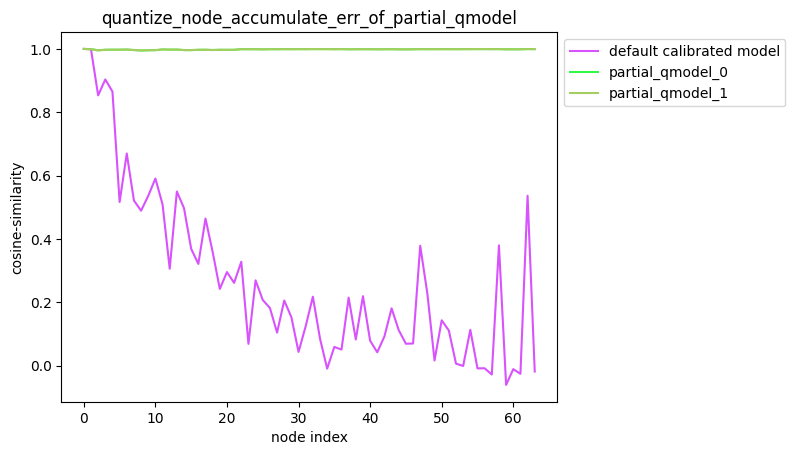 quantize_node_accumulate_err_of_partial_qmodel
1.0
0.8
0.6
0.4
0.2
0.0
cosine-similarity
0 10 20 30 40 50 60
node index
default calibrated model
partial_qmodel_0
partial_qmodel_1